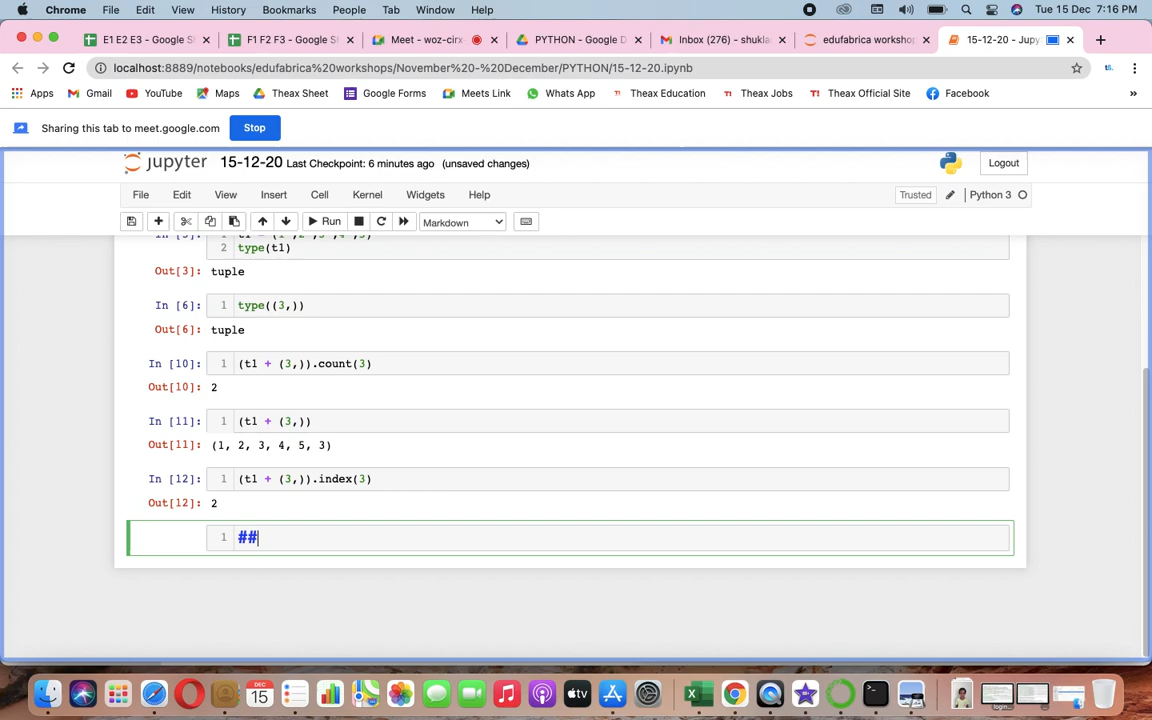 Chrome File Edit View History Bookmarks People Tab Window Help Tue 15 Dec 7:16 PM
E1 E2 E3 - Google S F1 F2 F3 - Google S Meet - woz-cirx PYTHON - Google D Inbox (276) - shukla edufabrica workshop 15-12-20 - Jupy
localhost:8889/notebooks/edufabrica%20workshops/November%20-%20December/PYTHON/15-12-20.ipynb
Apps Gmail YouTube Maps Theax Sheet Google Forms Meets Link Whats App Theax Education Theax Jobs Theax Official Site Facebook »
Sharing this tab to meet.google.com Stop
jupyter 15-12-20 Last Checkpoint: 6 minutes ago (unsaved changes) Logout
File Edit View Insert Cell Kernel Widgets Help Trusted Python 3
Run Markdown
2 type(t1)
Out[3]: tuple
In [6]: 1 type((3,))
Out[6]: tuple
In [10]: 1 (t1 + (3,)).count(3)
Out[10]: 2
In [11]: 1 (t1 + (3,))
Out[11]: (1, 2, 3, 4, 5, 3)
In [12]: 1 (t1 + (3,)).index(3)
Out[12]: 2
1 ##
DEC
15